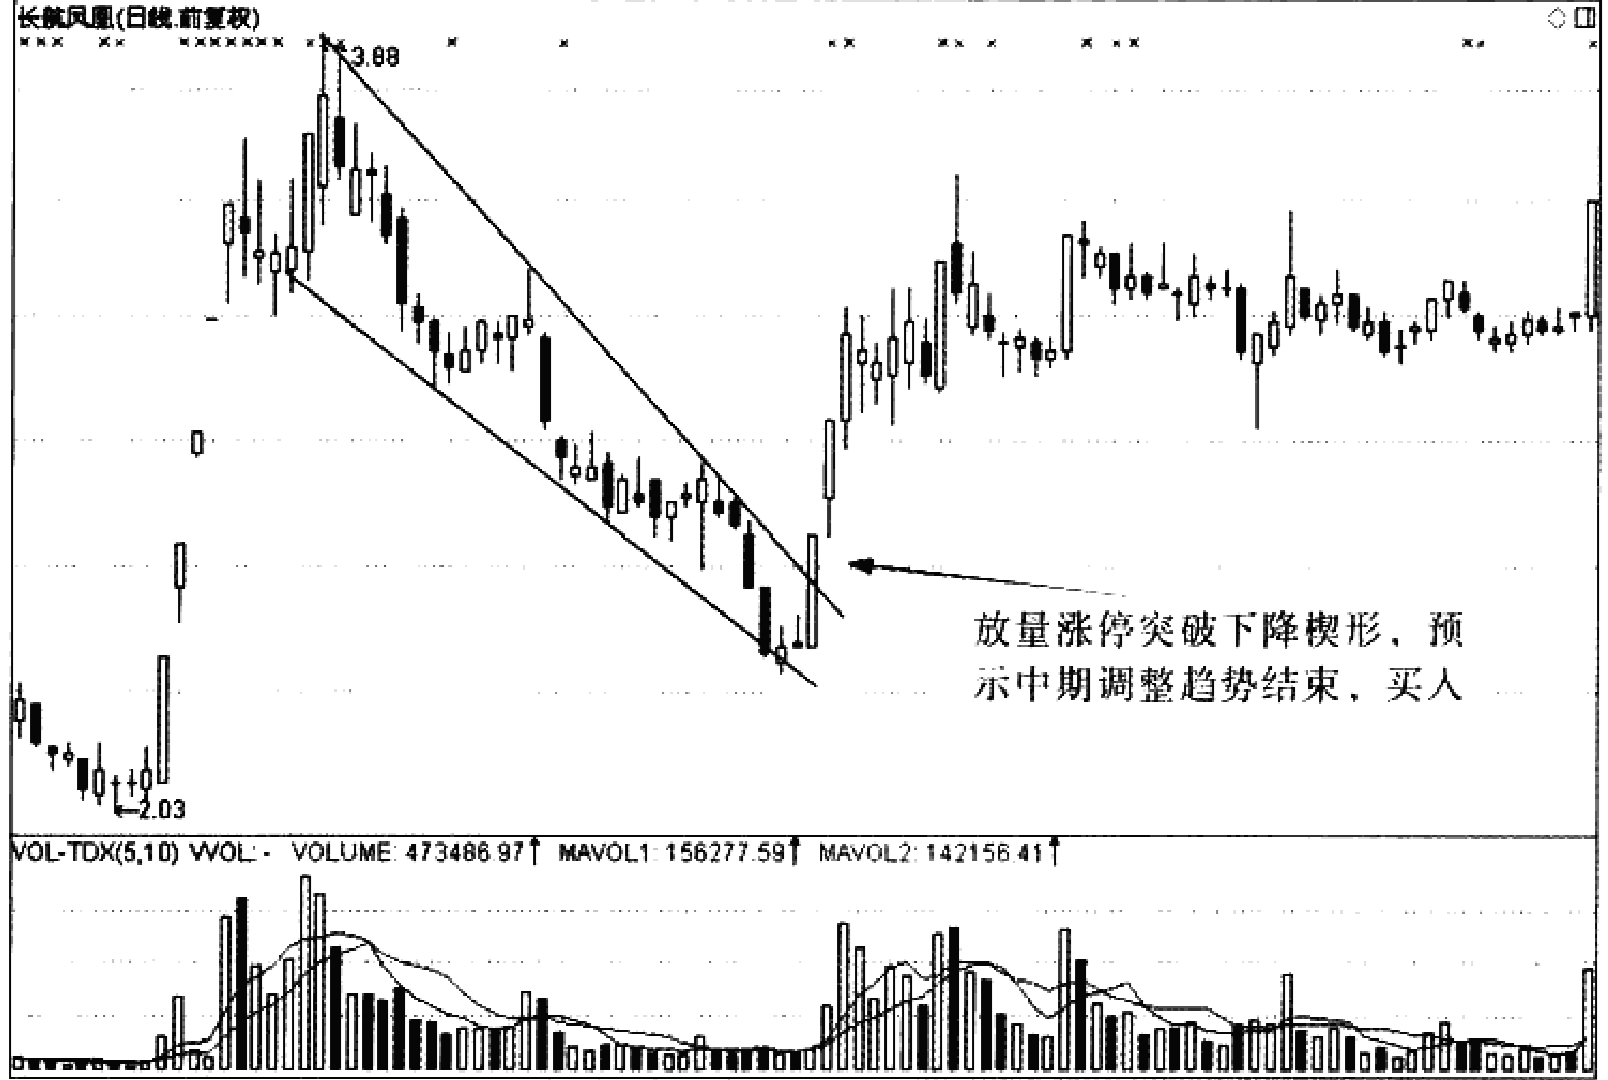 长航凤凰(日线.前复权)
3.88
放量涨停突破下降楔形，预
示中期调整趋势结束，买入
2.03
VOL-TDX(5,10) VVOL: - VOLUME: 473486.97↑ MAVOL1: 156277.59↑ MAVOL2: 142156.41↑